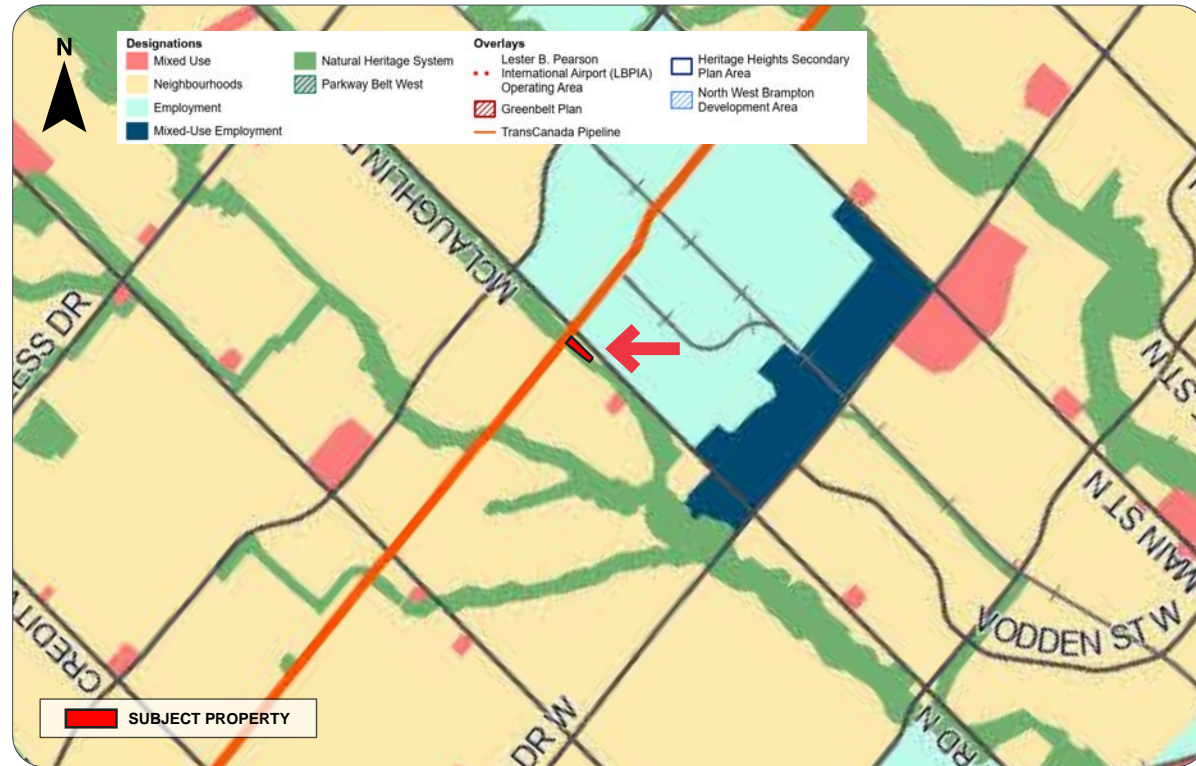 N
Designations
Mixed Use
Neighbourhoods
Employment
Mixed-Use Employment
Natural Heritage System
Parkway Belt West
Overlays
Lester B. Pearson
International Airport (LBPIA)
Operating Area
Greenbelt Plan
TransCanada Pipeline
Heritage Heights Secondary
Plan Area
North West Brampton
Development Area
MCLAUGHLIN
MCLAUGHLIN
ESS DR
STW
MAIN ST N
VODDEN ST W
CREDIT
DR W
RD N
SUBJECT PROPERTY